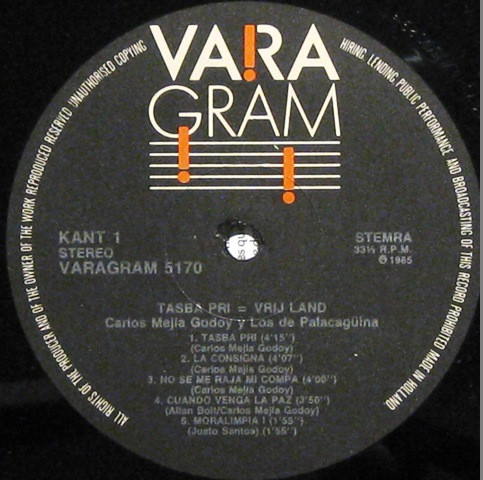 ALL RIGHTS OF THE PRODUCER AND OF THE OWNER OF THE WORK REPRODUCED RESERVED UNAUTHORISED COPYING HIRING, LENDING, PUBLIC PERFORMANCE AND BROADCASTING OF THIS RECORD PROHIBITED MADE IN HOLLAND
VARA
GRAM
KANT 1
STEREO
VARAGRAM 5170
STEMRA
33⅓ R.P.M.
℗ 1985
TASBA PRI = VRIJ LAND
Carlos Mejía Godoy y Los de Palacagüina
1. TASBA PRI (4'15'')
(Carlos Mejía Godoy)
2. LA CONSIGNA (4'07'')
(Carlos Mejía Godoy)
3. NO SE ME RAJA MI COMPA (4'00'')
(Carlos Mejía Godoy)
4. CUANDO VENGA LA PAZ (3'50'')
(Allan Bolt/Carlos Mejía Godoy)
5. MORALIMPIA I (1'55'')
(Justo Santos) (1'55'')